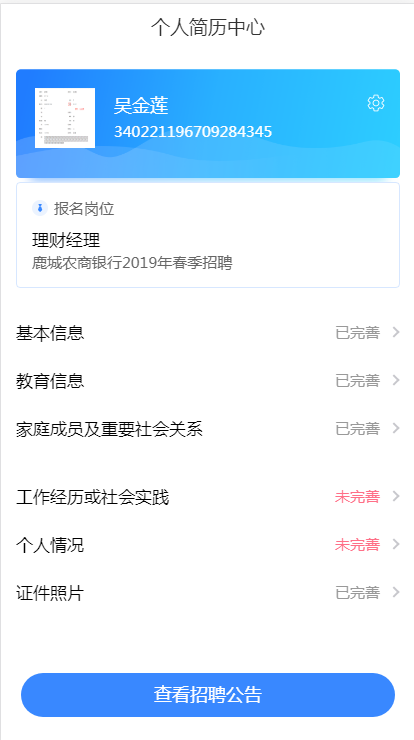 个人简历中心
吴金莲
340221196709284345
报名岗位
理财经理
鹿城农商银行2019年春季招聘
基本信息 已完善
教育信息 已完善
家庭成员及重要社会关系 已完善
工作经历或社会实践 未完善
个人情况 未完善
证件照片 已完善
查看招聘公告